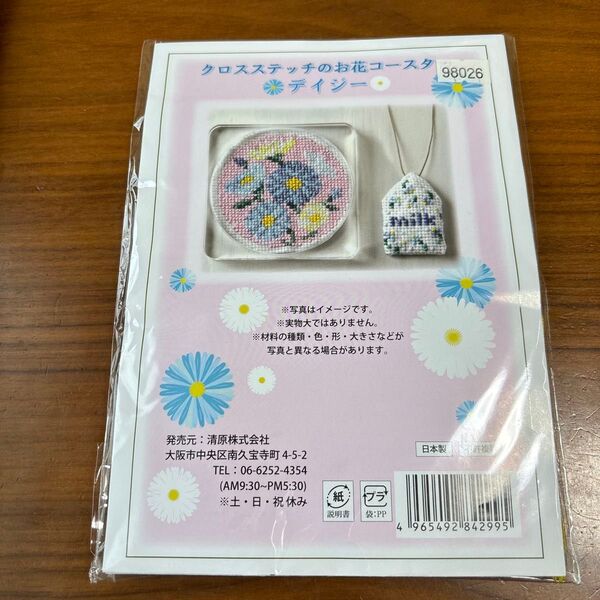 クロスステッチのお花コースタ
98026
デイジー
milk
※写真はイメージです。
※実物大ではありません。
※材料の種類・色・形・大きさなどが
写真と異なる場合があります。
発売元：清原株式会社
大阪市中央区南久宝寺町 4-5-2
TEL：06-6252-4354
(AM9:30~PM5:30)
※土・日・祝 休み
日本製
紙
説明書
プラ
袋:PP
4 965492 842995